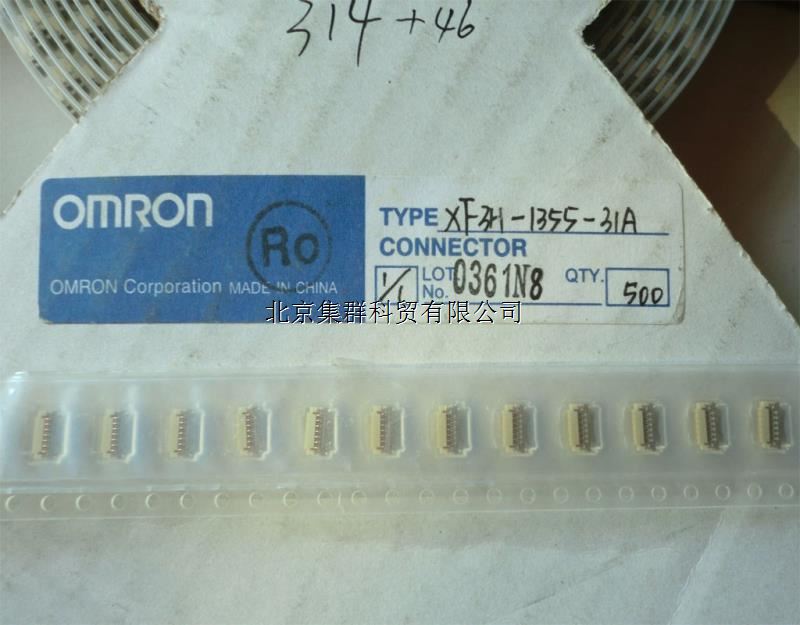 314+46
OMRON
Ro
TYPE XF3H-1355-31A
CONNECTOR
OMRON Corporation MADE IN CHINA
1/1 LOT No. 0361N8 QTY. 500
北京集群科贸有限公司